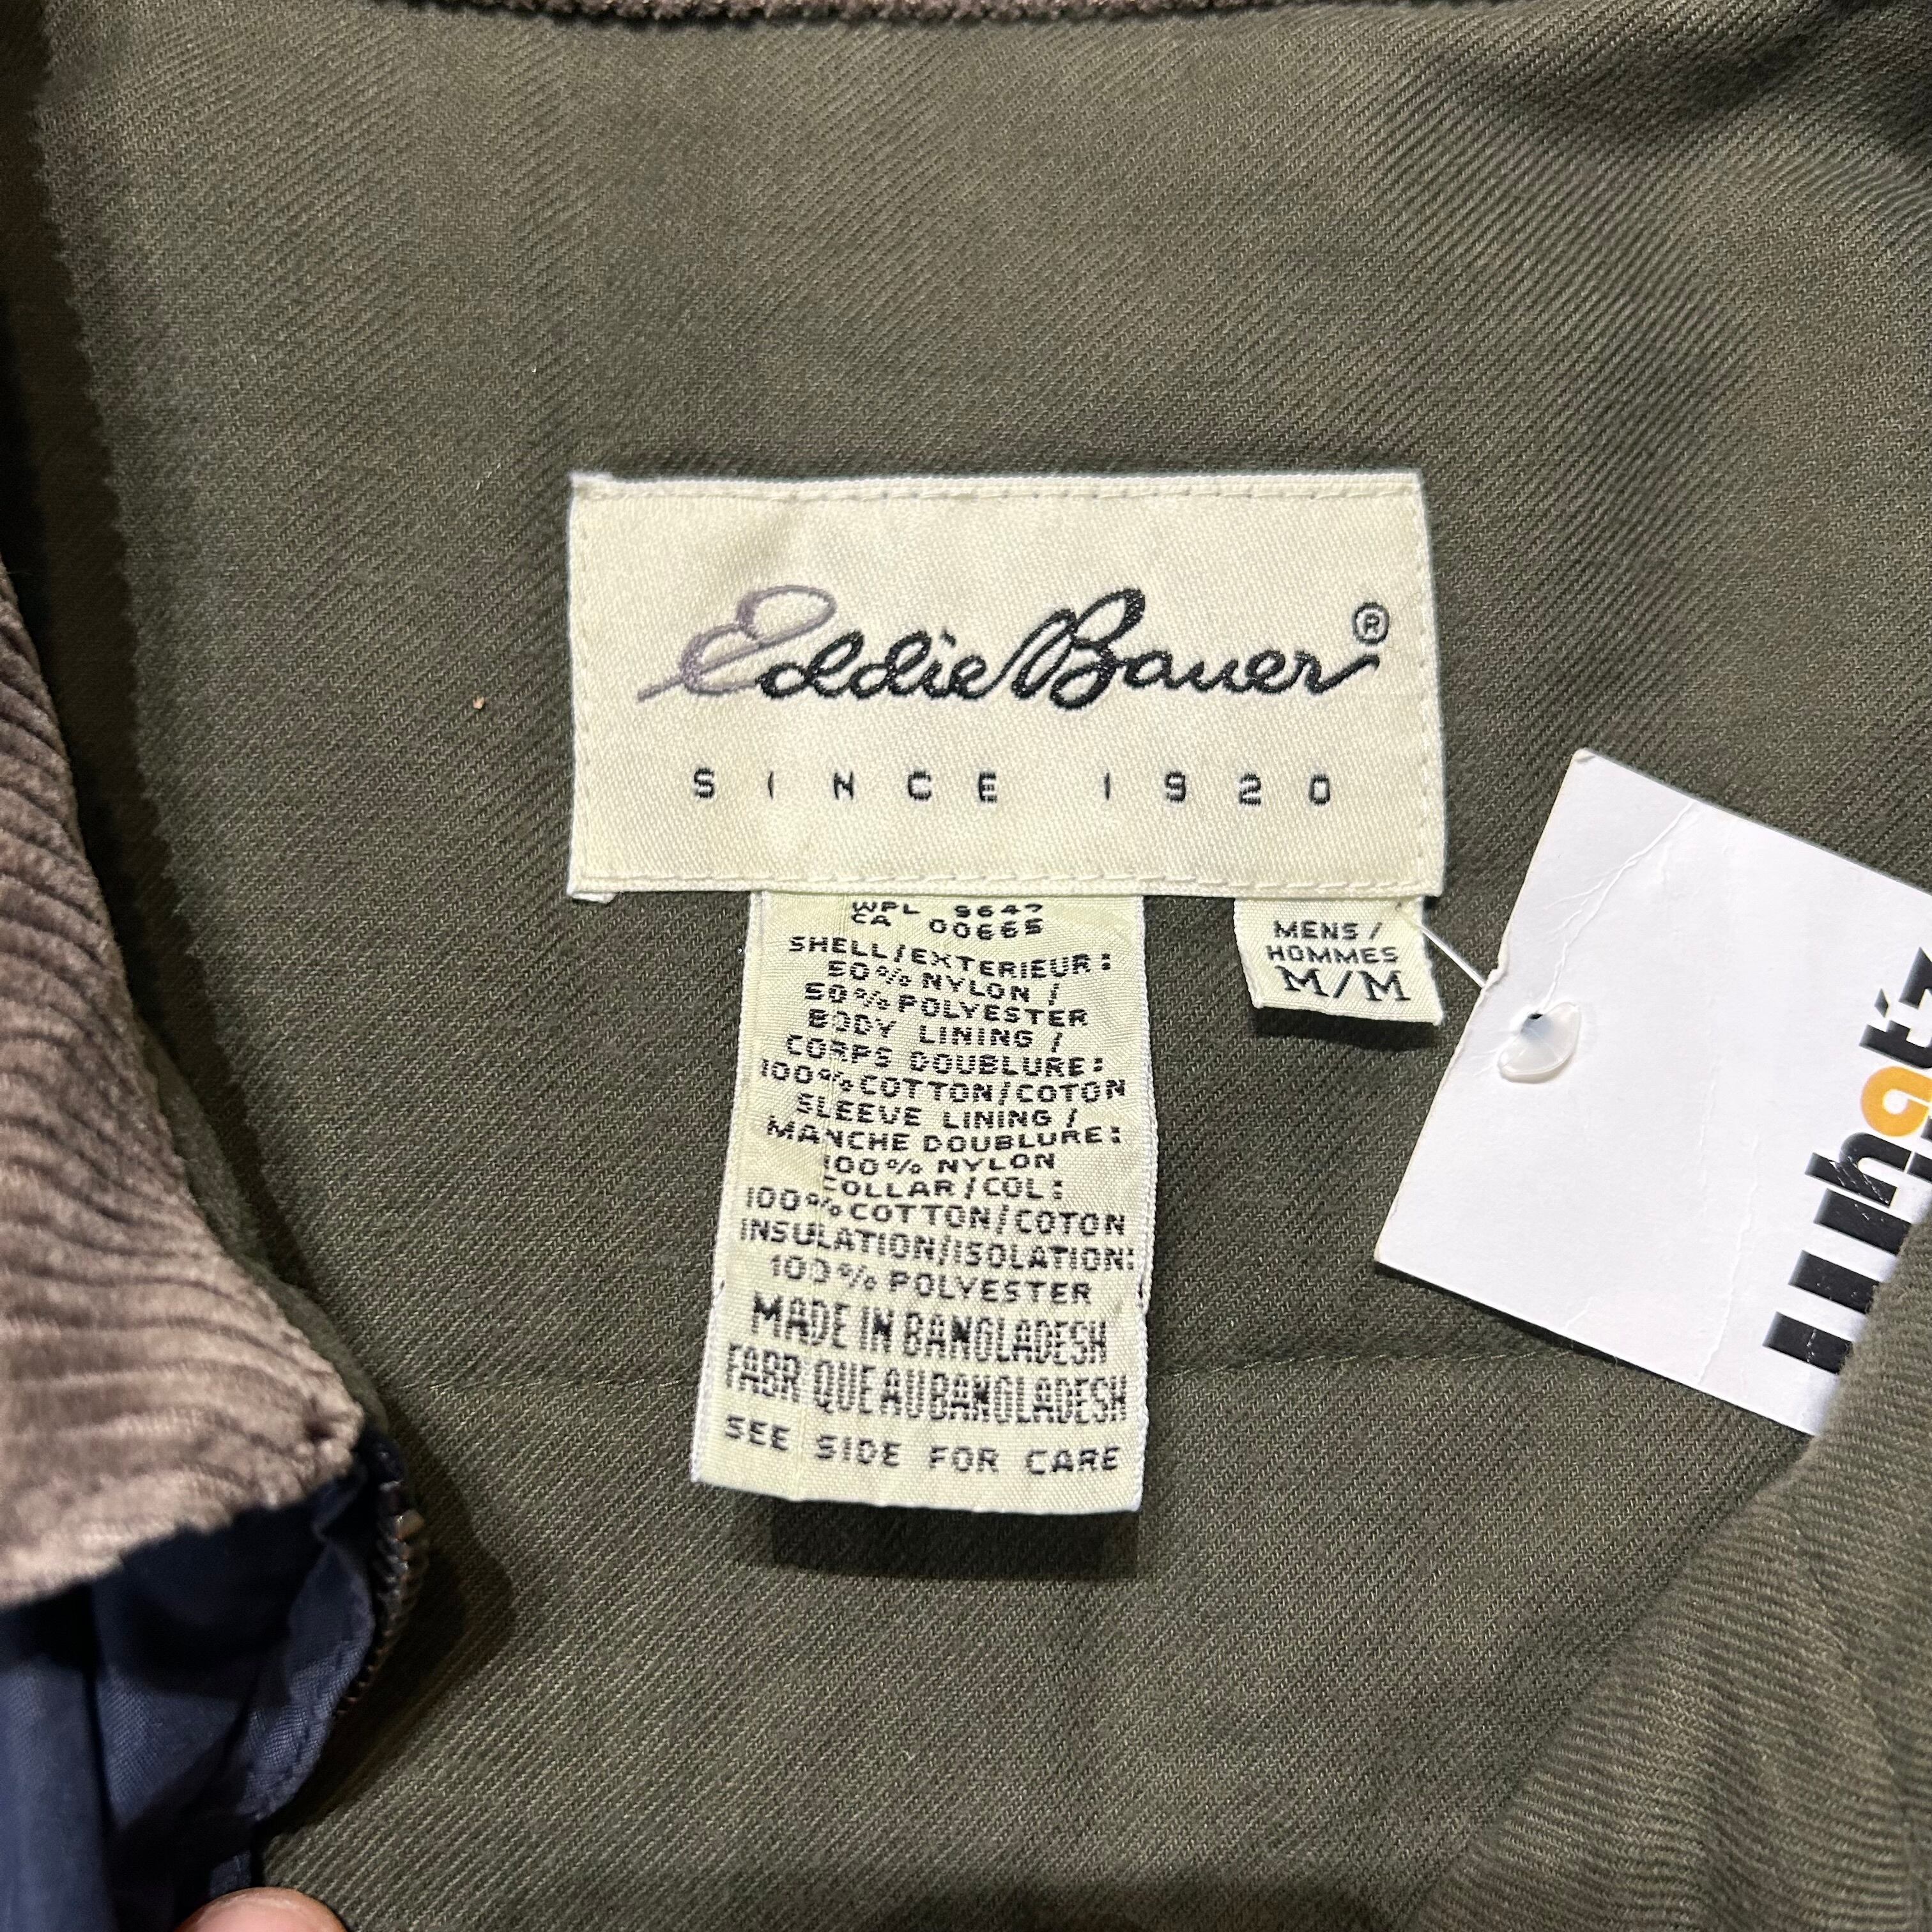 Eddie Bauer®
SINCE 1920
WPL 9647
CA 00665
SHELL/EXTERIEUR:
50% NYLON /
50% POLYESTER
BODY LINING /
CORPS DOUBLURE:
100% COTTON/COTON
SLEEVE LINING /
MANCHE DOUBLURE:
100% NYLON
COLLAR/COL:
100% COTTON/COTON
INSULATION/ISOLATION:
100% POLYESTER
MADE IN BANGLADESH
FABRIQUE AU BANGLADESH
SEE SIDE FOR CARE
MENS /
HOMMES
M/M